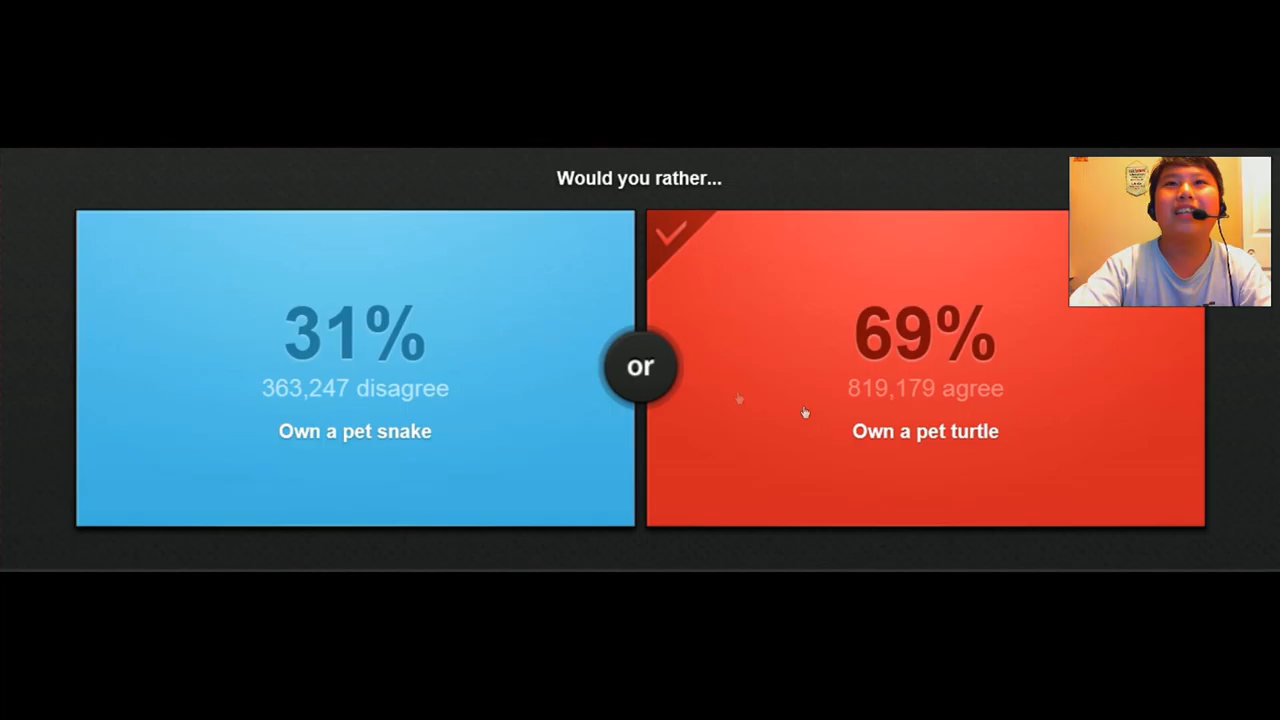 Would you rather...
31%
363,247 disagree
Own a pet snake
or
69%
819,179 agree
Own a pet turtle